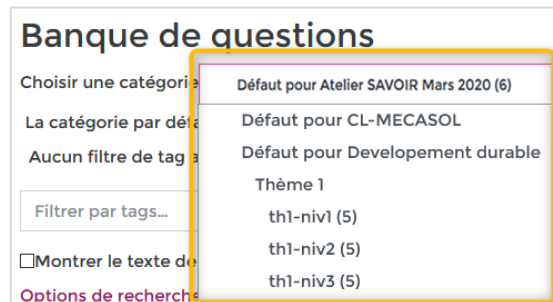 Banque de questions
Choisir une catégorie
Défaut pour Atelier SAVOIR Mars 2020 (6)
La catégorie par
Défaut pour CL-MECASOL
Aucun filtre de tag
Défaut pour Developement durable
Thème 1
Filtrer par tags...
th1-niv1 (5)
th1-niv2 (5)
Montrer le texte de
th1-niv3 (5)
Options de recherche